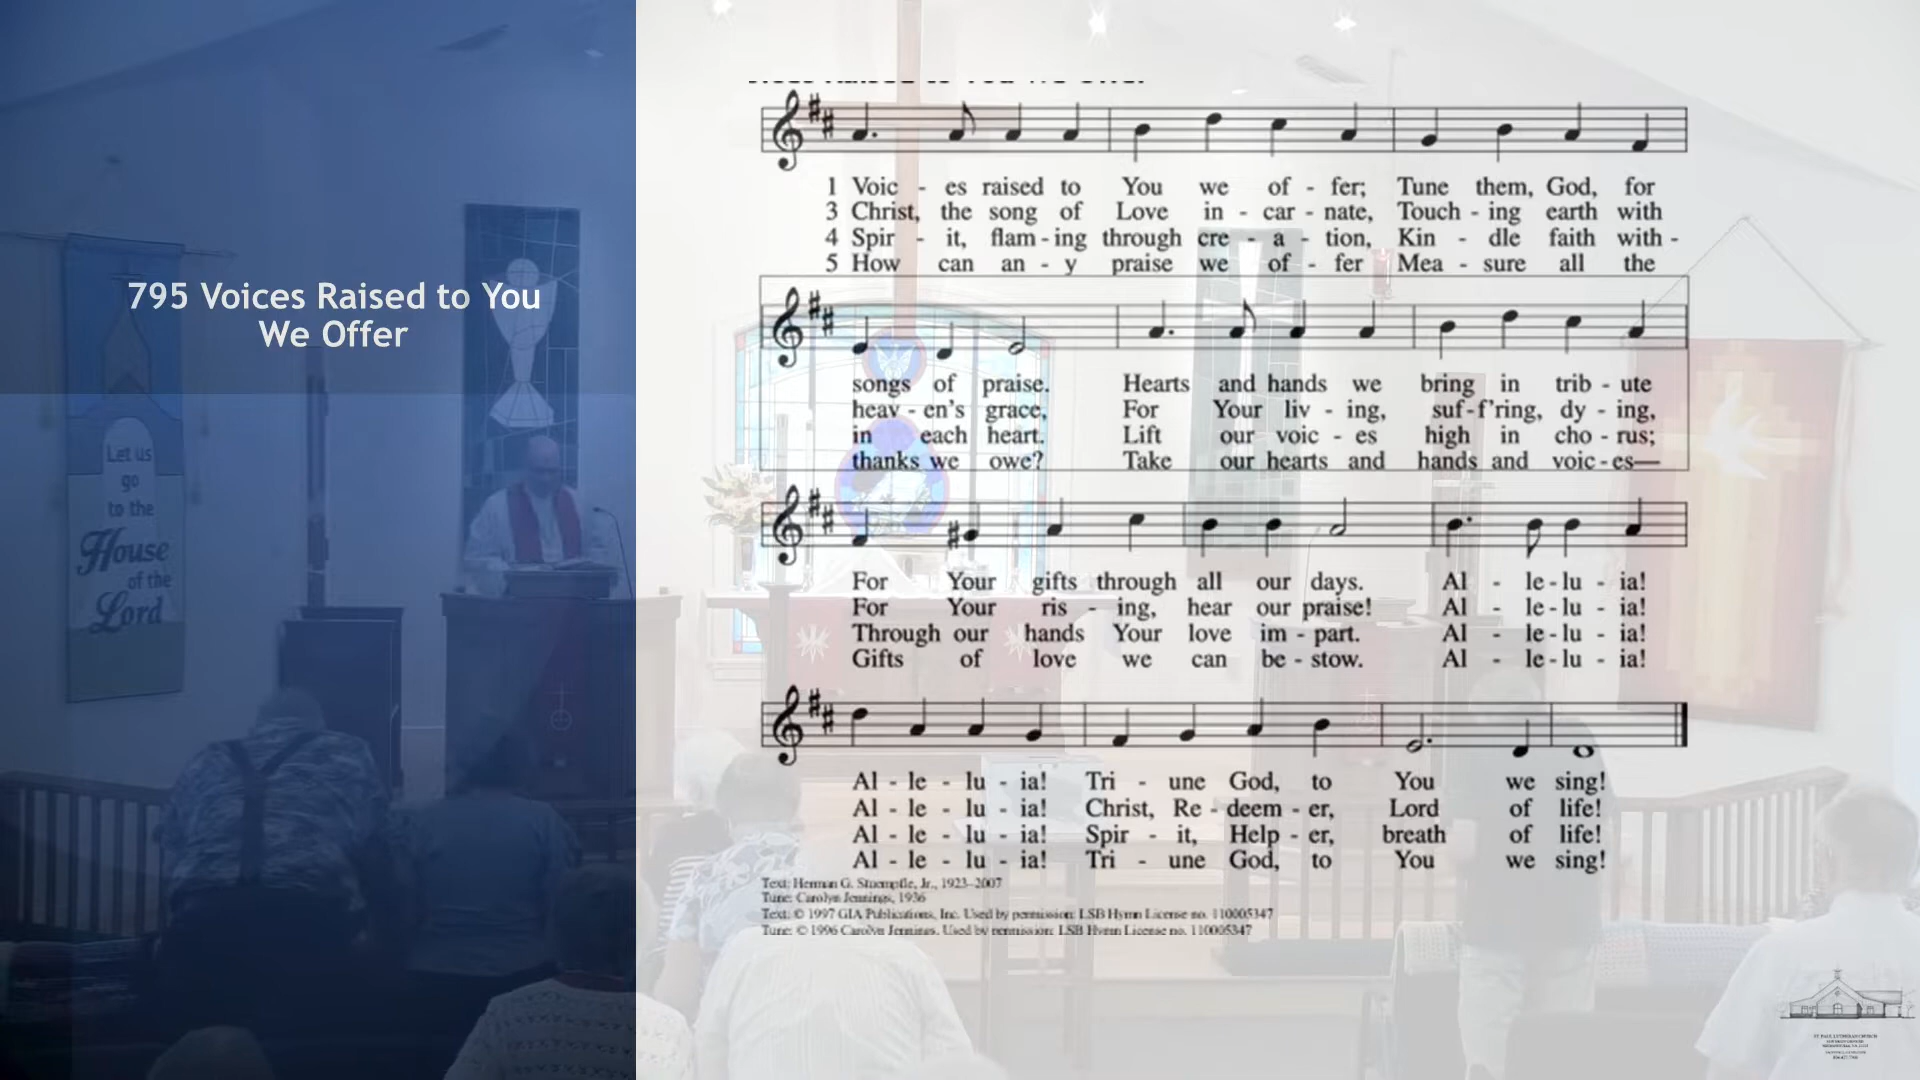 795 Voices Raised to You
We Offer
Let us
go
to the
House
of the
Lord
1 Voic - es raised to You we of - fer; Tune them, God, for
3 Christ, the song of Love in - car - nate, Touch - ing earth with
4 Spir - it, flam - ing through cre - a - tion, Kin - dle faith with -
5 How can an - y praise we of - fer Mea - sure all the
songs of praise. Hearts and hands we bring in trib - ute
heav - en's grace, For Your liv - ing, suf - f'ring, dy - ing,
in each heart. Lift our voic - es high in cho - rus;
thanks we owe? Take our hearts and hands and voic - es—
For Your gifts through all our days. Al - le - lu - ia!
For Your ris - ing, hear our praise! Al - le - lu - ia!
Through our hands Your love im - part. Al - le - lu - ia!
Gifts of love we can be - stow. Al - le - lu - ia!
Al - le - lu - ia! Tri - une God, to You we sing!
Al - le - lu - ia! Christ, Re - deem - er, Lord of life!
Al - le - lu - ia! Spir - it, Help - er, breath of life!
Al - le - lu - ia! Tri - une God, to You we sing!
Text: Herman G. Stuempfle, Jr., 1923–2007
Tune: Carolyn Jennings, 1936
Text: © 1997 GIA Publications, Inc. Used by permission: LSB Hymn License no. 110005347
Tune: © 1996 Carolyn Jennings. Used by permission: LSB Hymn License no. 110005347
ST. PAUL LUTHERAN CHURCH